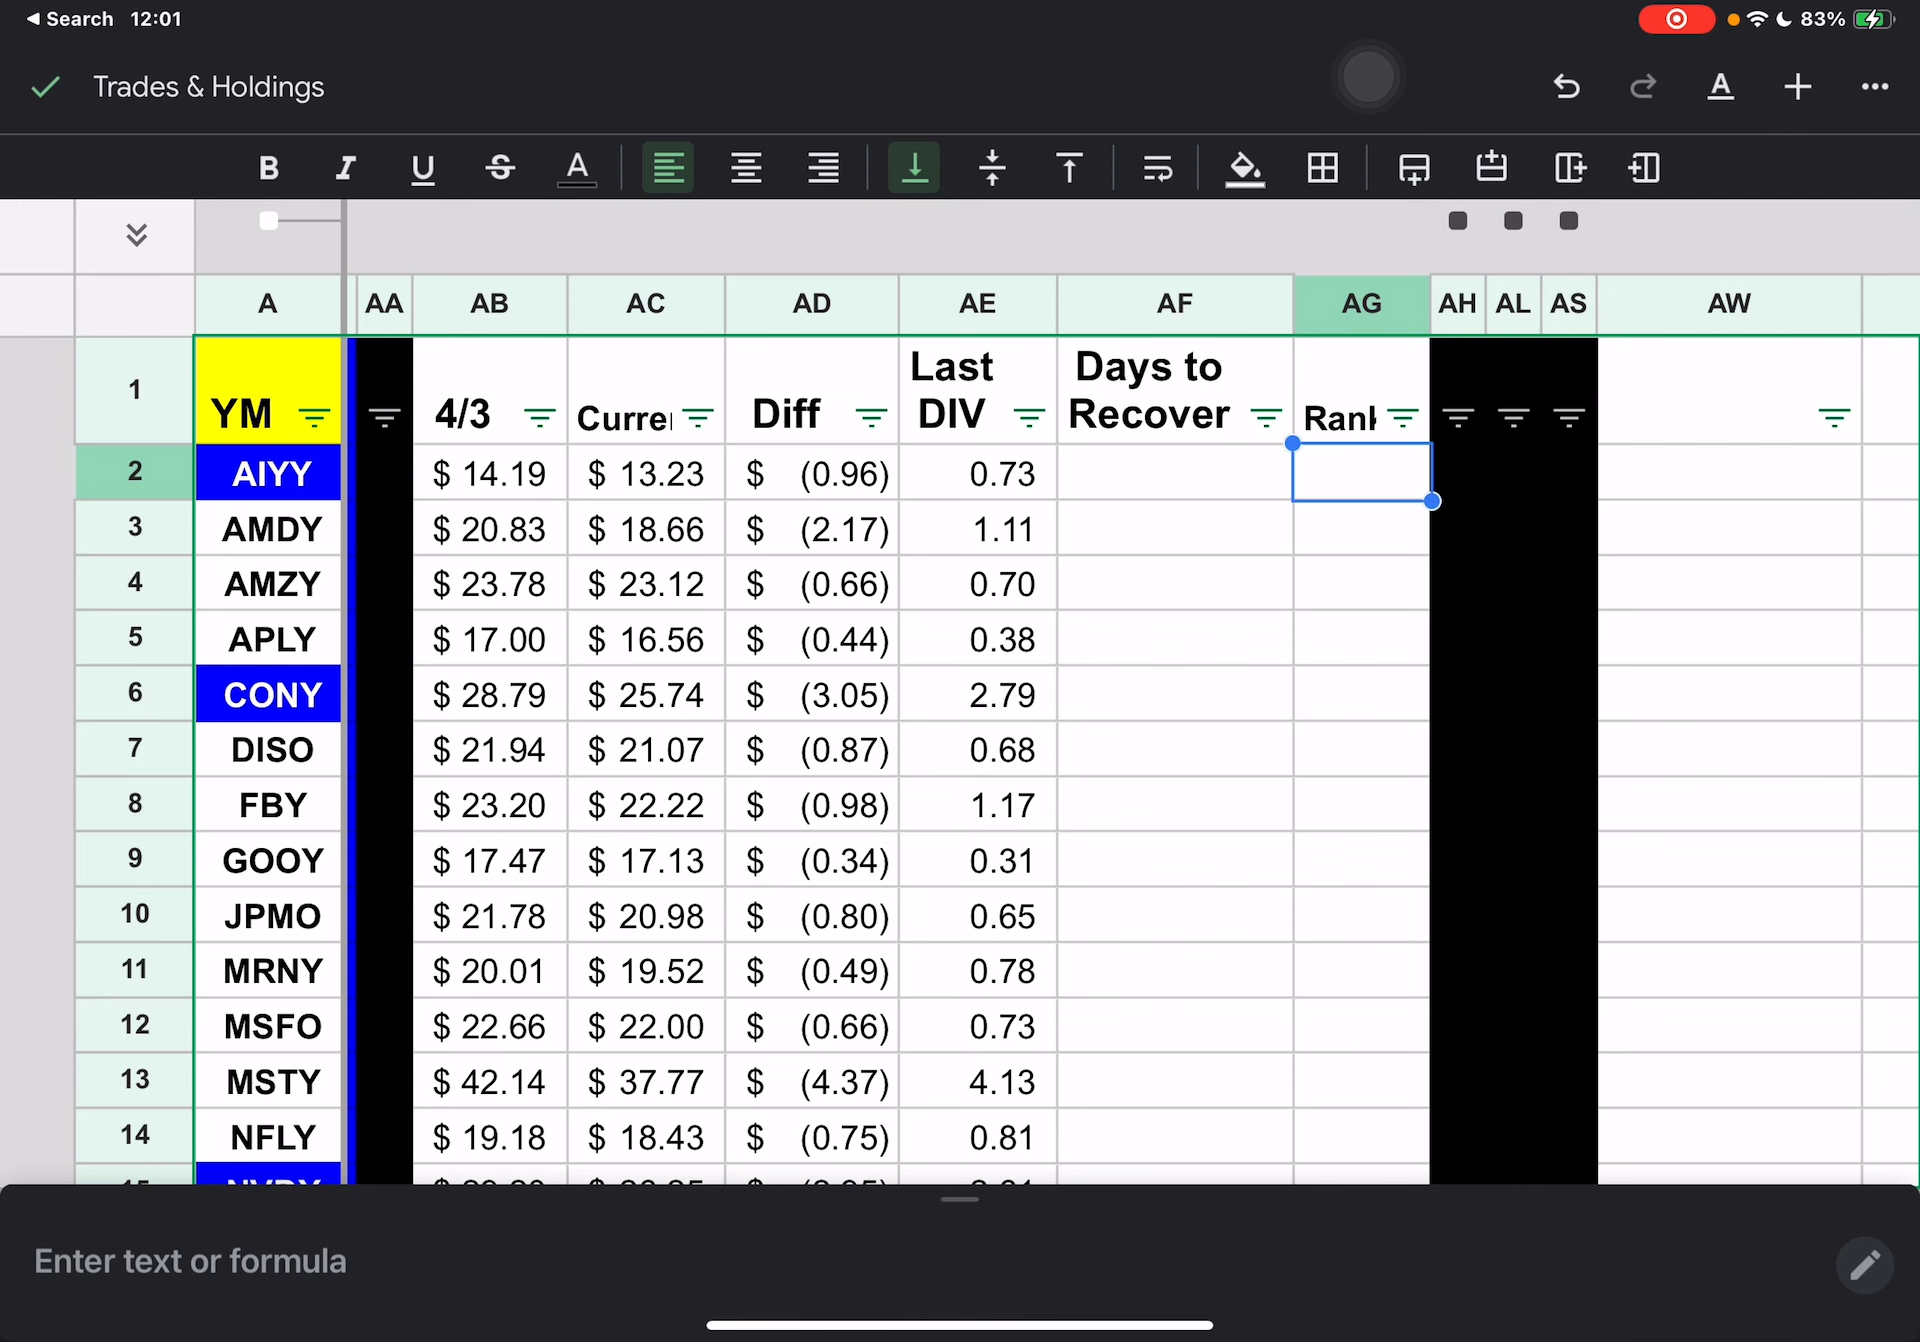 Search 12:01 83%
Trades & Holdings
B I U S A A
A AA AB AC AD AE AF AG AH AL AS AW
1 YM 4/3 Diff Last DIV Days to Recover
2 AIYY $ 14.19 $ 13.23 $ (0.96) 0.73
3 AMDY $ 20.83 $ 18.66 $ (2.17) 1.11
4 AMZY $ 23.78 $ 23.12 $ (0.66) 0.70
5 APLY $ 17.00 $ 16.56 $ (0.44) 0.38
6 CONY $ 28.79 $ 25.74 $ (3.05) 2.79
7 DISO $ 21.94 $ 21.07 $ (0.87) 0.68
8 FBY $ 23.20 $ 22.22 $ (0.98) 1.17
9 GOOY $ 17.47 $ 17.13 $ (0.34) 0.31
10 JPMO $ 21.78 $ 20.98 $ (0.80) 0.65
11 MRNY $ 20.01 $ 19.52 $ (0.49) 0.78
12 MSFO $ 22.66 $ 22.00 $ (0.66) 0.73
13 MSTY $ 42.14 $ 37.77 $ (4.37) 4.13
14 NFLY $ 19.18 $ 18.43 $ (0.75) 0.81
Enter text or formula